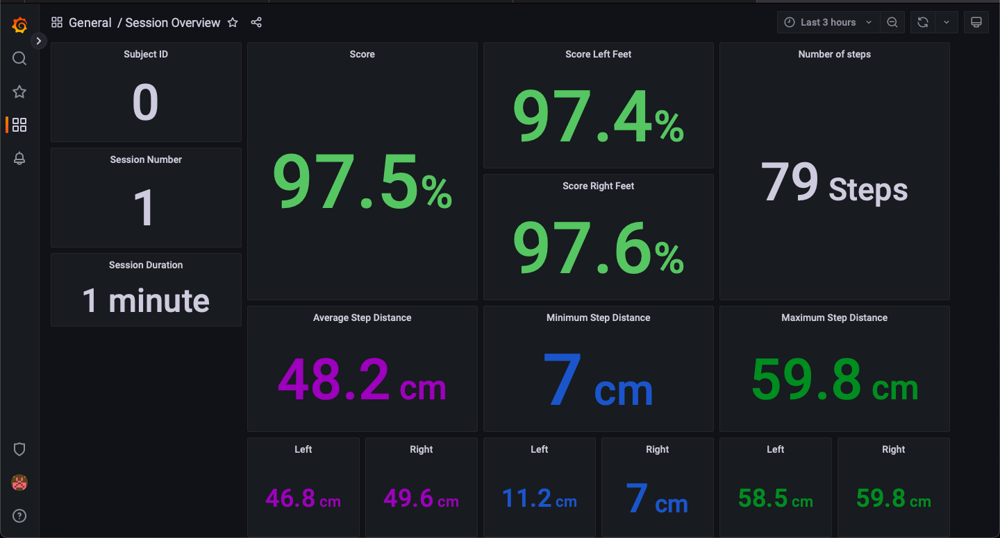 General / Session Overview
Last 3 hours
Subject ID
0
Session Number
1
Session Duration
1 minute
Score
97.5%
Score Left Feet
97.4%
Score Right Feet
97.6%
Number of steps
79 Steps
Average Step Distance
48.2 cm
Minimum Step Distance
7 cm
Maximum Step Distance
59.8 cm
Left
46.8 cm
Right
49.6 cm
Left
11.2 cm
Right
7 cm
Left
58.5 cm
Right
59.8 cm